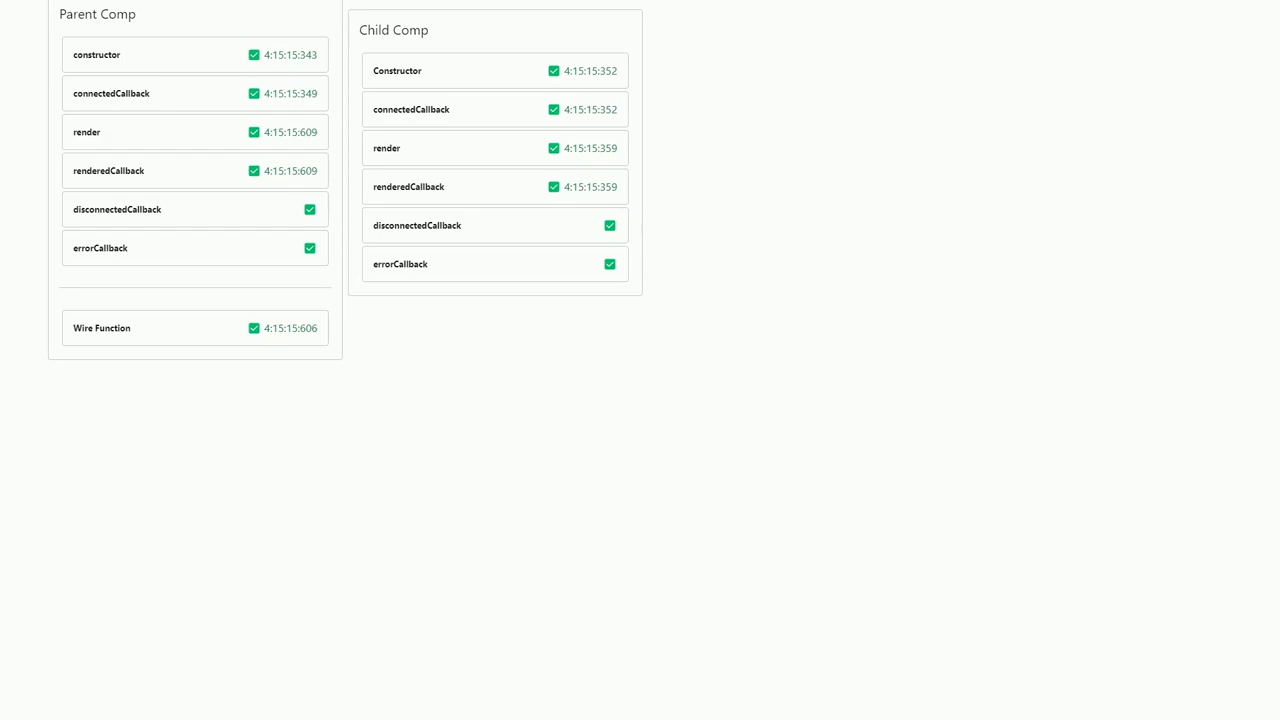 Parent Comp
constructor 4:15:15:343
connectedCallback 4:15:15:349
render 4:15:15:609
renderedCallback 4:15:15:609
disconnectedCallback
errorCallback
Wire Function 4:15:15:606
Child Comp
Constructor 4:15:15:352
connectedCallback 4:15:15:352
render 4:15:15:359
renderedCallback 4:15:15:359
disconnectedCallback
errorCallback